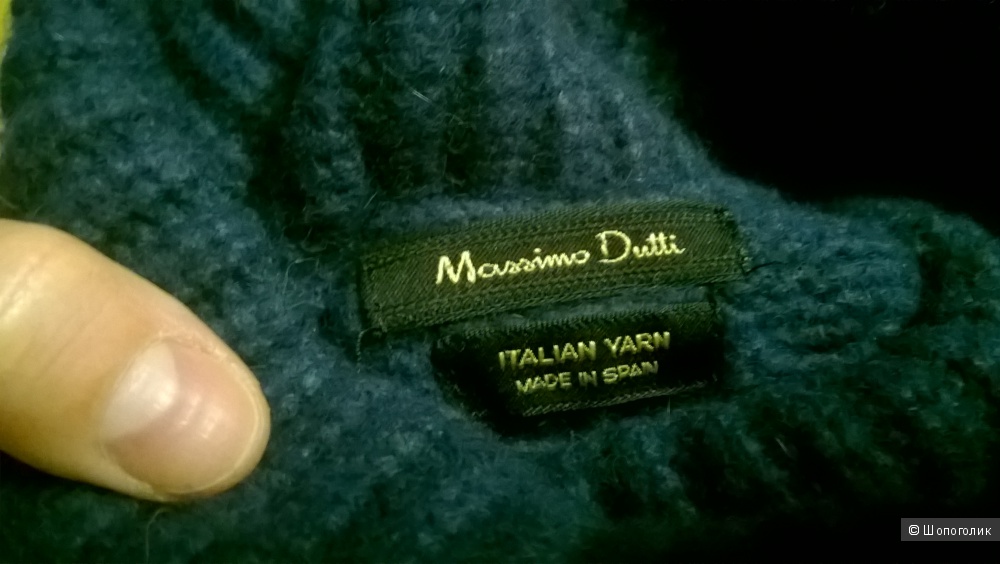 Massimo Dutti
ITALIAN YARN
MADE IN SPAIN
© Шопоголик